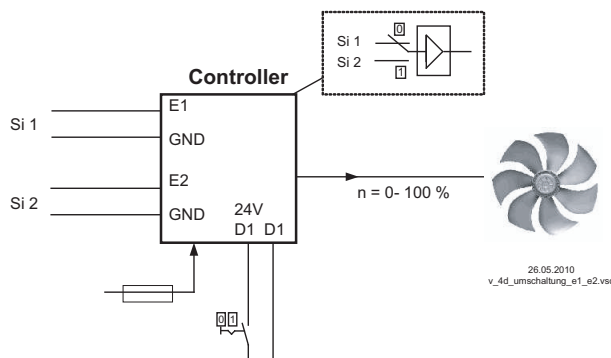 0
Si 1
Si 2
1
Controller
E1
Si 1
GND
E2
Si 2
GND
24V
D1 D1
n = 0- 100 %
26.05.2010
v_4d_umschaltung_e1_e2.vsd
0 1